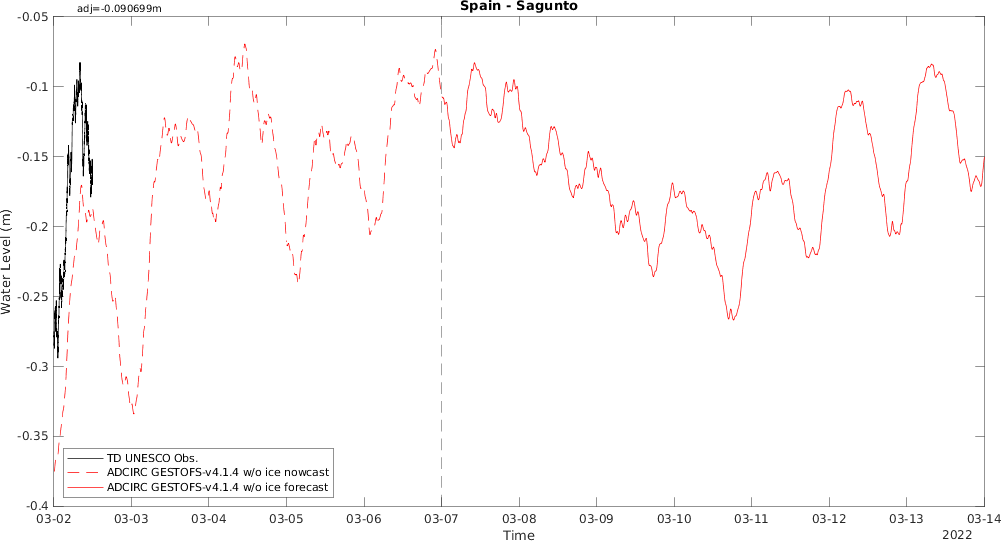 Spain - Sagunto
adj=-0.090699m
-0.05
-0.1
-0.15
-0.2
-0.25
-0.3
-0.35
-0.4
Water Level (m)
TD UNESCO Obs.
ADCIRC GESTOFS-v4.1.4 w/o ice nowcast
ADCIRC GESTOFS-v4.1.4 w/o ice forecast
03-02 03-03 03-04 03-05 03-06 03-07 03-08 03-09 03-10 03-11 03-12 03-13 03-14
Time
2022